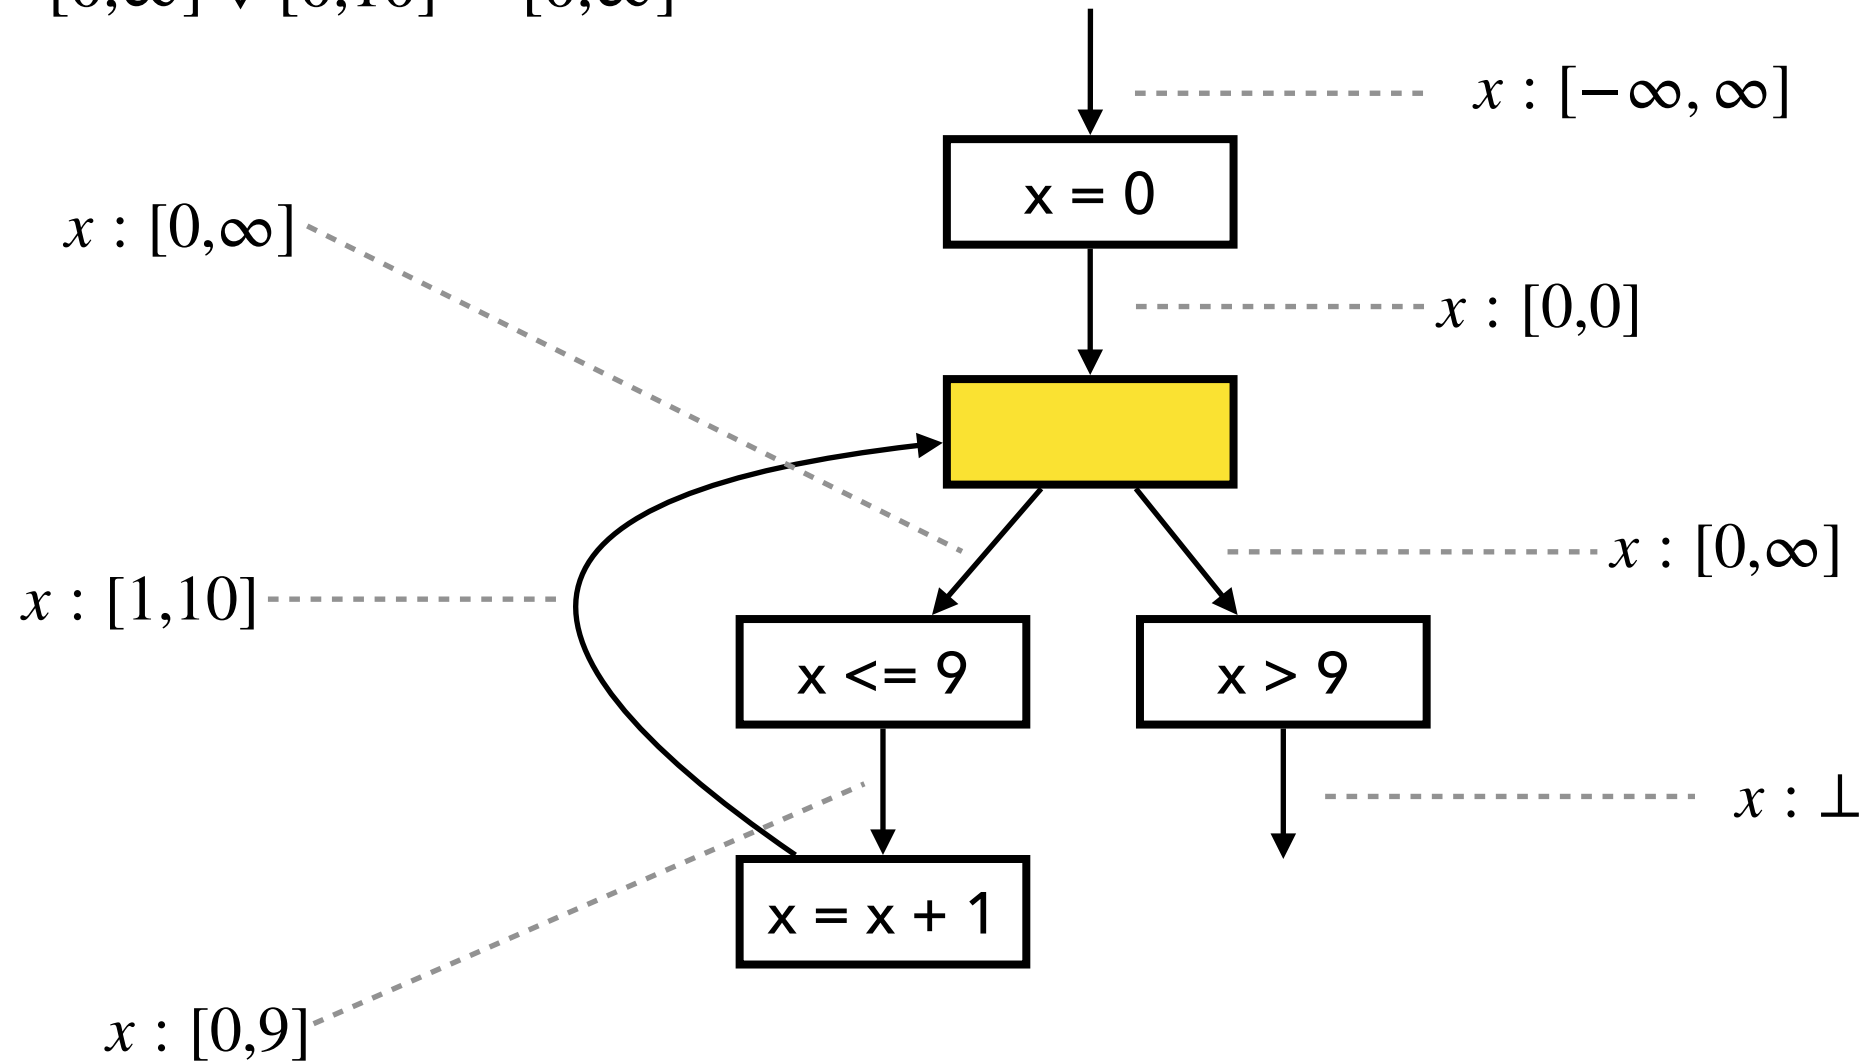 x : [−∞, ∞]
x = 0
x : [0,∞]
x : [0,0]
x : [0,∞]
x : [1,10]
x <= 9
x > 9
x : ⊥
x = x + 1
x : [0,9]